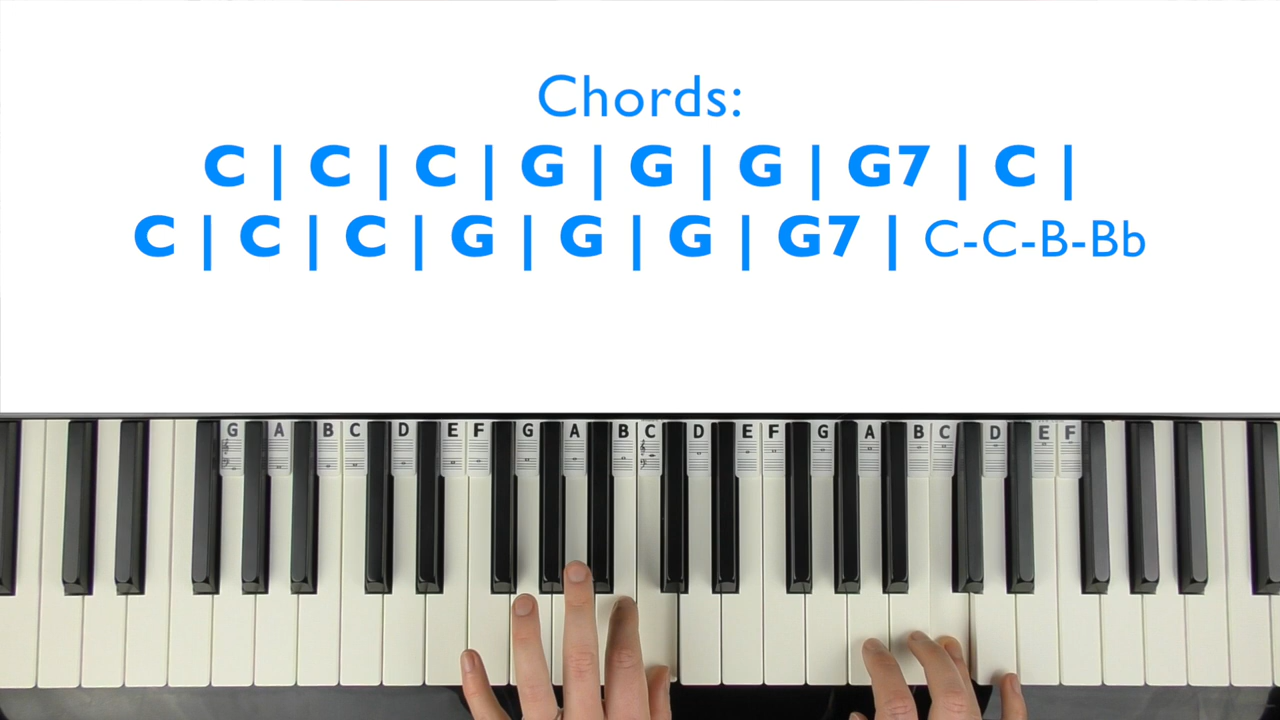 Chords:
C | C | C | G | G | G | G7 | C |
C | C | C | G | G | G | G7 | C-C-B-Bb
G A B C D E F G A B C D E F G A B C D E F